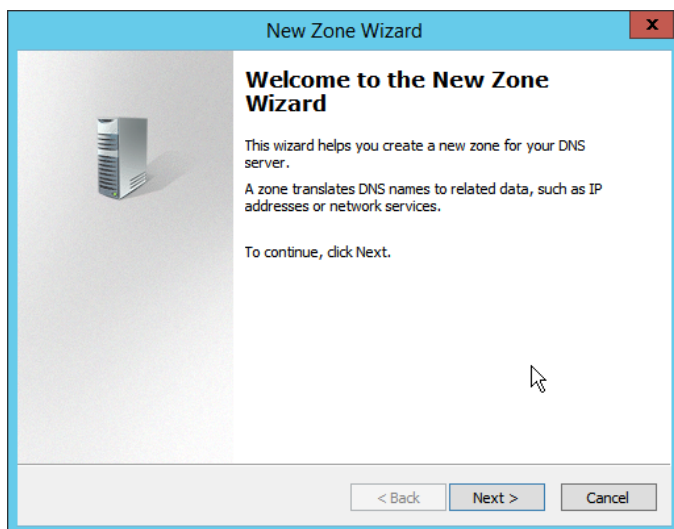 New Zone Wizard
x
Welcome to the New Zone
Wizard
This wizard helps you create a new zone for your DNS
server.
A zone translates DNS names to related data, such as IP
addresses or network services.
To continue, click Next.
< Back Next > Cancel